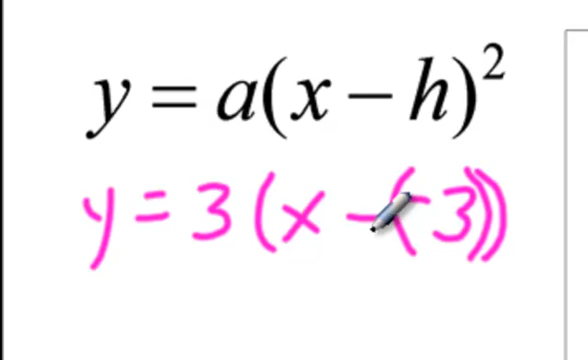 y = a(x − h)²
y = 3(x −(-3))